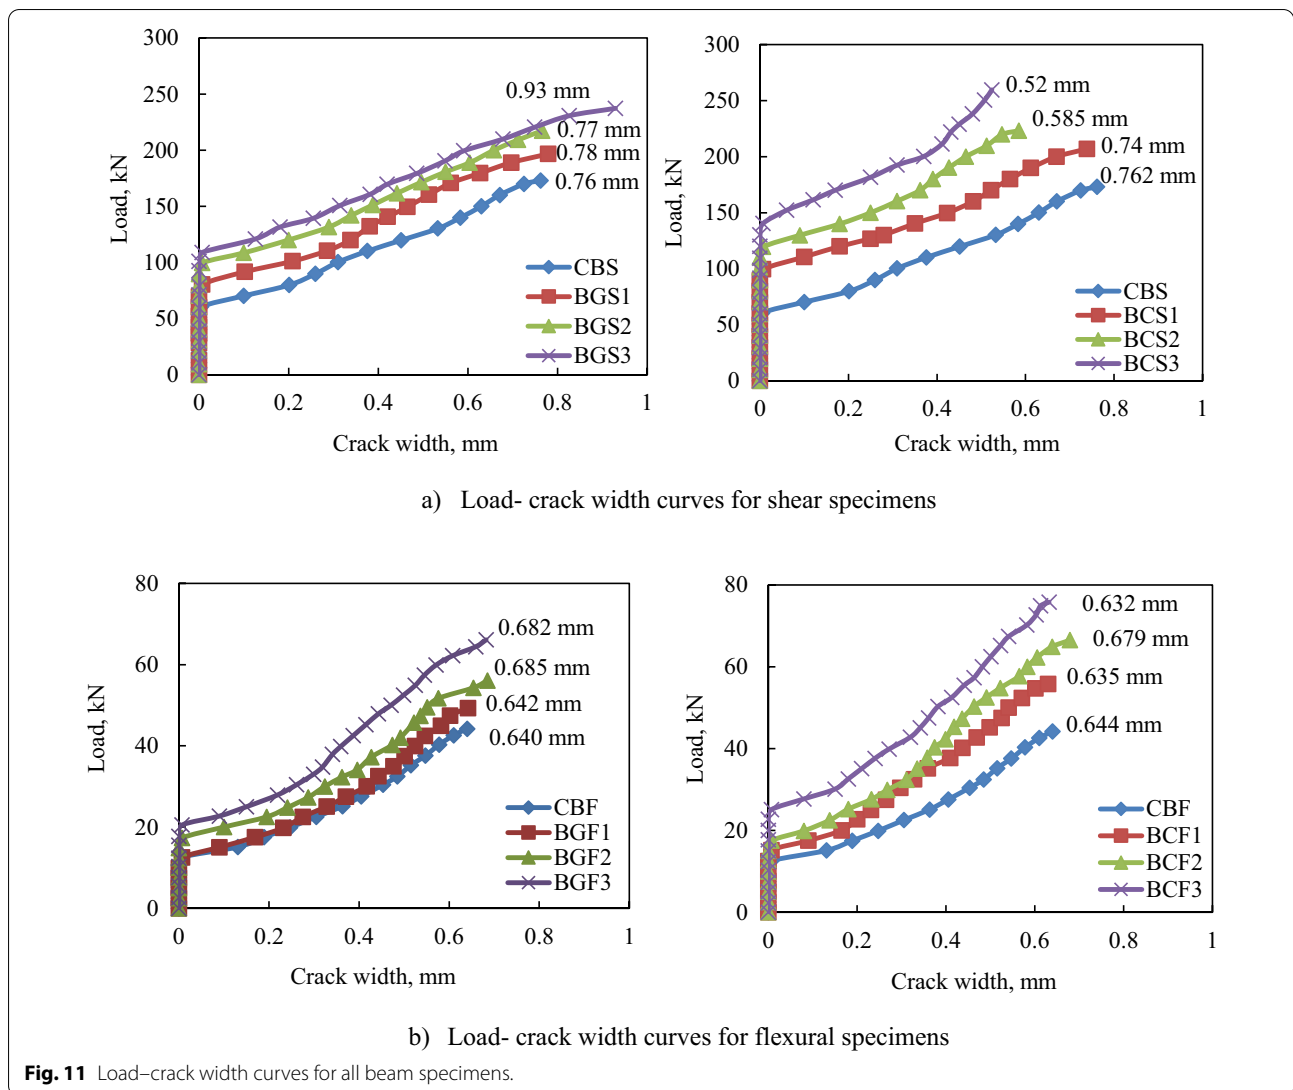 300
250
200
150
100
50
0
Load, kN
0 0.2 0.4 0.6 0.8 1
Crack width, mm
0.93 mm
0.77 mm
0.78 mm
0.76 mm
CBS
BGS1
BGS2
BGS3
300
250
200
150
100
50
0
Load, kN
0 0.2 0.4 0.6 0.8 1
Crack width, mm
0.52 mm
0.585 mm
0.74 mm
0.762 mm
CBS
BCS1
BCS2
BCS3
a) Load- crack width curves for shear specimens
80
60
40
20
0
Load, kN
0 0.2 0.4 0.6 0.8 1
Crack width, mm
0.682 mm
0.685 mm
0.642 mm
0.640 mm
CBF
BGF1
BGF2
BGF3
80
60
40
20
0
Load, kN
0 0.2 0.4 0.6 0.8 1
Crack width, mm
0.632 mm
0.679 mm
0.635 mm
0.644 mm
CBF
BCF1
BCF2
BCF3
b) Load- crack width curves for flexural specimens
Fig. 11 Load–crack width curves for all beam specimens.